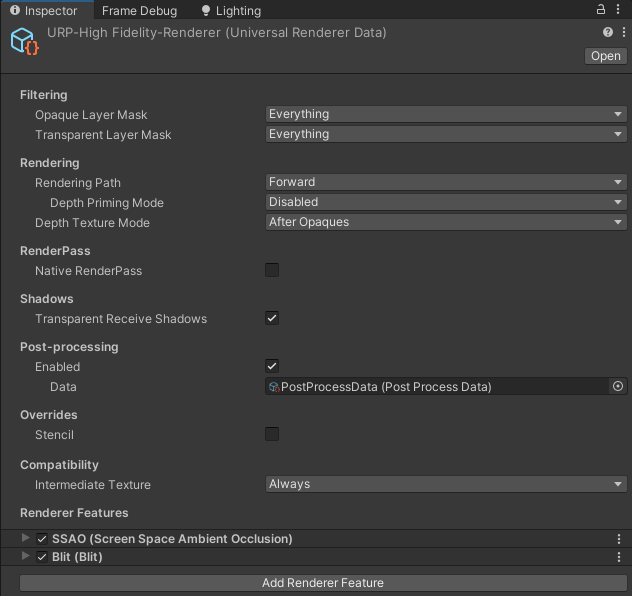 Inspector Frame Debug Lighting
URP-High Fidelity-Renderer (Universal Renderer Data)
Open
Filtering
Opaque Layer Mask Everything
Transparent Layer Mask Everything
Rendering
Rendering Path Forward
Depth Priming Mode Disabled
Depth Texture Mode After Opaques
RenderPass
Native RenderPass
Shadows
Transparent Receive Shadows
Post-processing
Enabled
Data PostProcessData (Post Process Data)
Overrides
Stencil
Compatibility
Intermediate Texture Always
Renderer Features
SSAO (Screen Space Ambient Occlusion)
Blit (Blit)
Add Renderer Feature